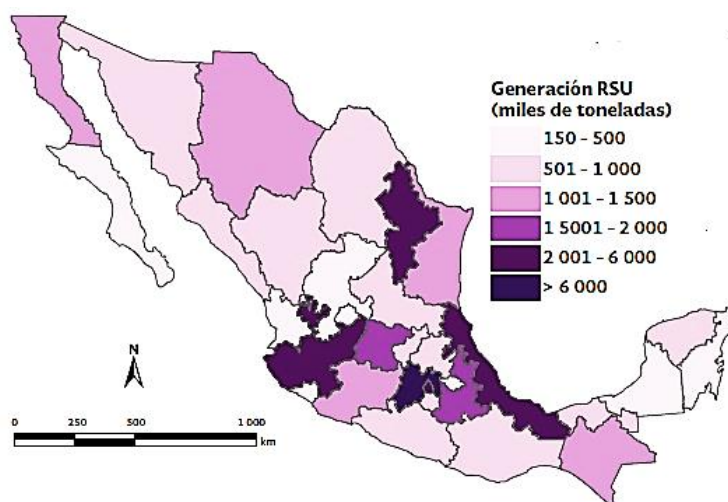 Generación RSU
(miles de toneladas)
150 – 500
501 – 1 000
1 001 – 1 500
1 5001 – 2 000
2 001 – 6 000
> 6 000
N
0 250 500 1 000
km